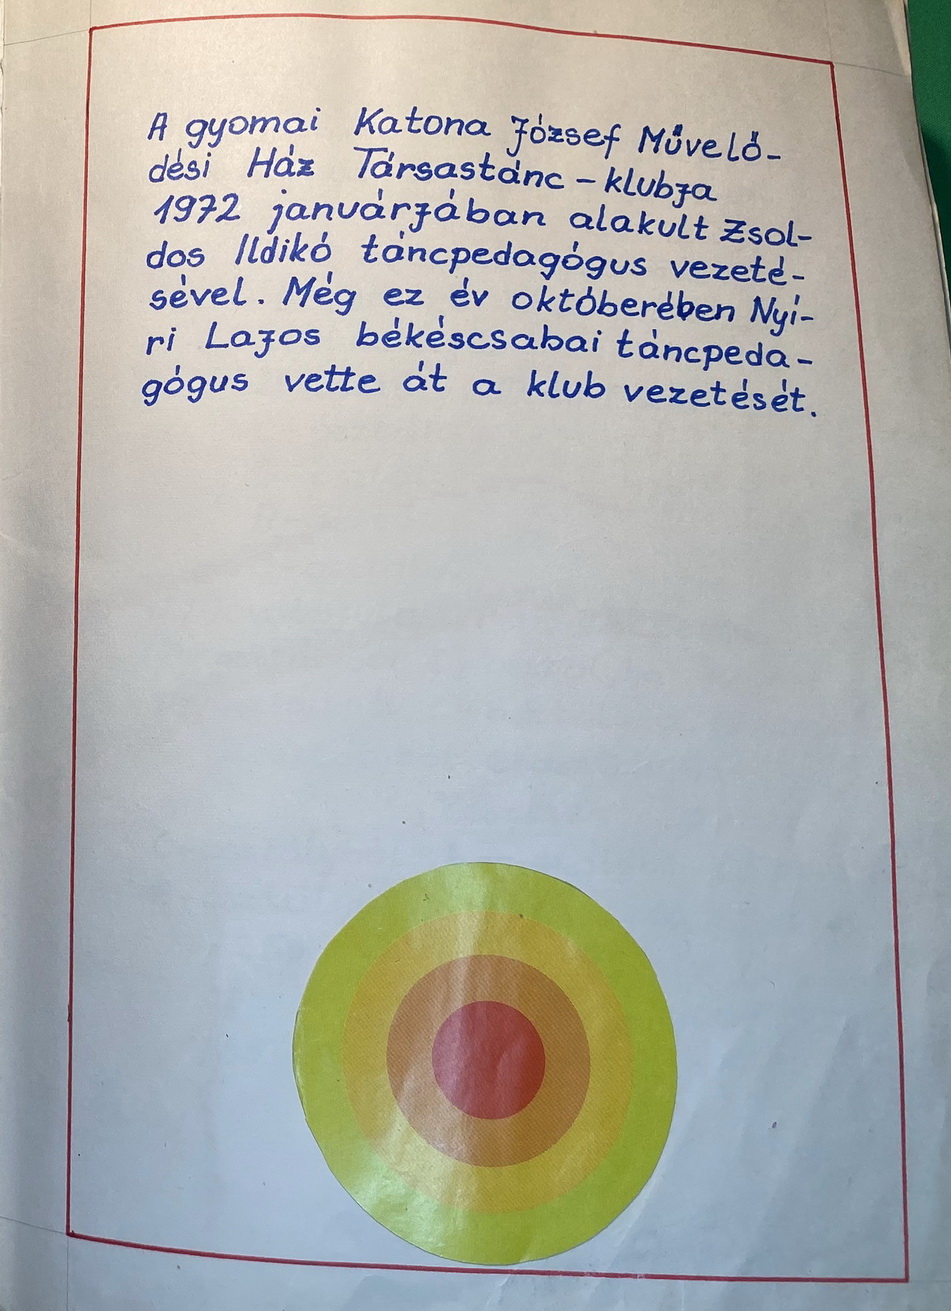 A gyomai Katona József Művelő-
dési Ház Társastánc - klubja
1972 januárjában alakult Zsol-
dos Ildikó táncpedagógus vezeté-
sével. Még ez év októberében Nyí-
ri Lajos békéscsabai táncpeda-
gógus vette át a klub vezetését.